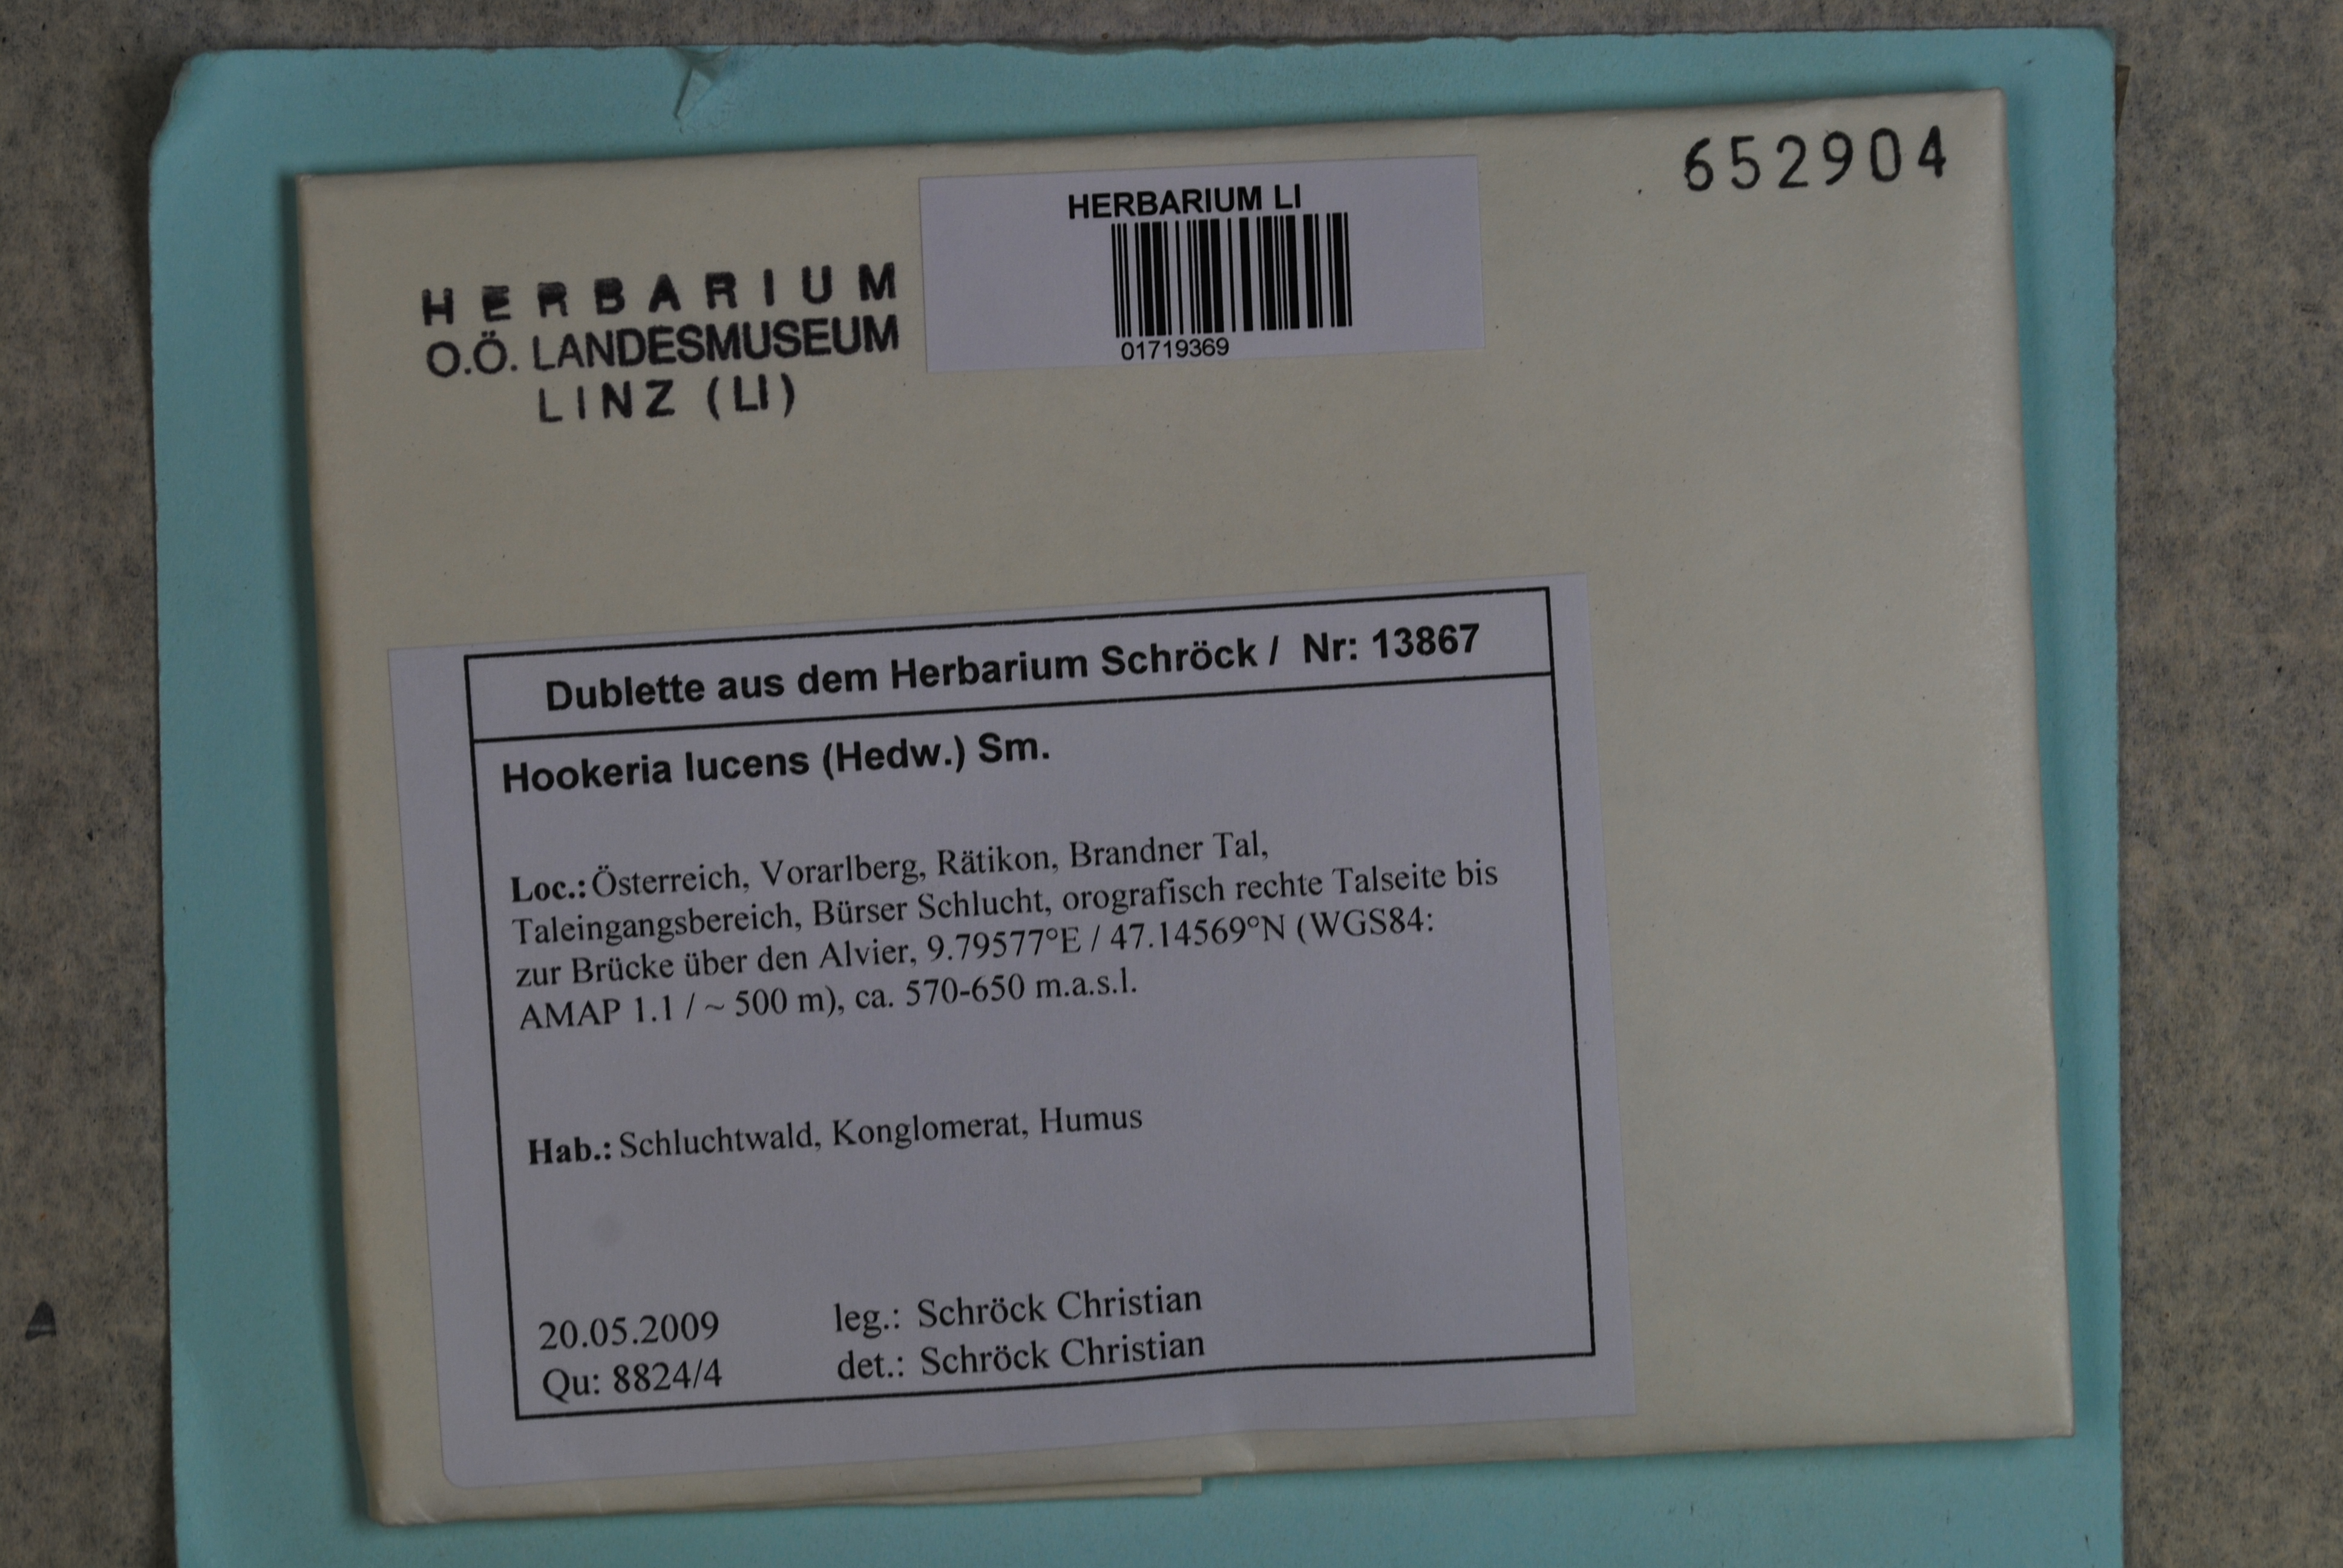 652904
HERBARIUM LI
01719369
HERBARIUM
O.Ö. LANDESMUSEUM
LINZ (LI)
Dublette aus dem Herbarium Schröck / Nr: 13867
Hookeria lucens (Hedw.) Sm.
Loc.: Österreich, Vorarlberg, Rätikon, Brandner Tal,
Taleingangsbereich, Bürser Schlucht, orografisch rechte Talseite bis
zur Brücke über den Alvier, 9.79577°E / 47.14569°N (WGS84:
AMAP 1.1 / ~ 500 m), ca. 570-650 m.a.s.l.
Hab.: Schluchtwald, Konglomerat, Humus
20.05.2009 leg.: Schröck Christian
Qu: 8824/4 det.: Schröck Christian